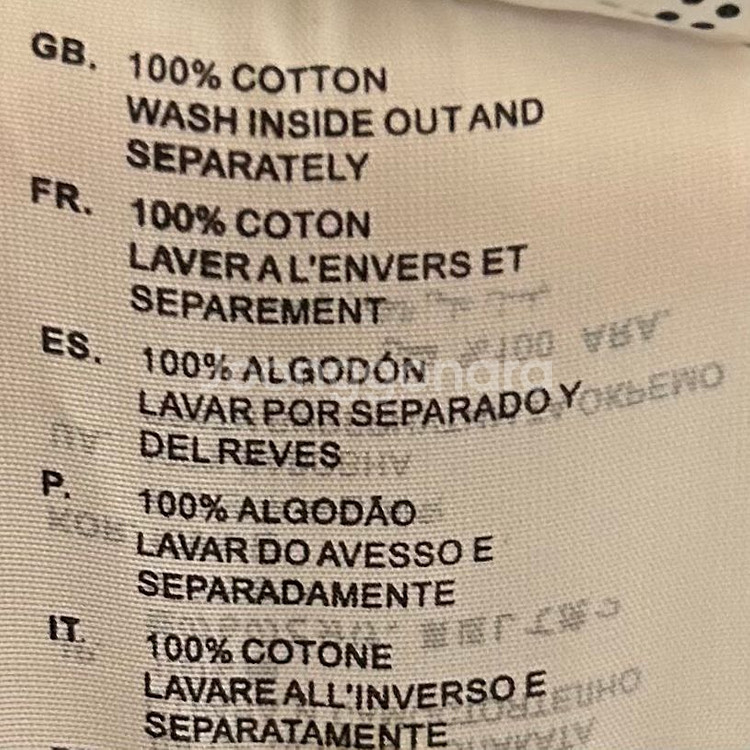 GB. 100% COTTON
WASH INSIDE OUT AND
SEPARATELY
FR. 100% COTON
LAVER A L'ENVERS ET
SEPAREMENT
ES. 100% ALGODÓN
LAVAR POR SEPARADO Y
DEL REVES
P. 100% ALGODÃO
LAVAR DO AVESSO E
SEPARADAMENTE
IT. 100% COTONE
LAVARE ALL'INVERSO E
SEPARATAMENTE